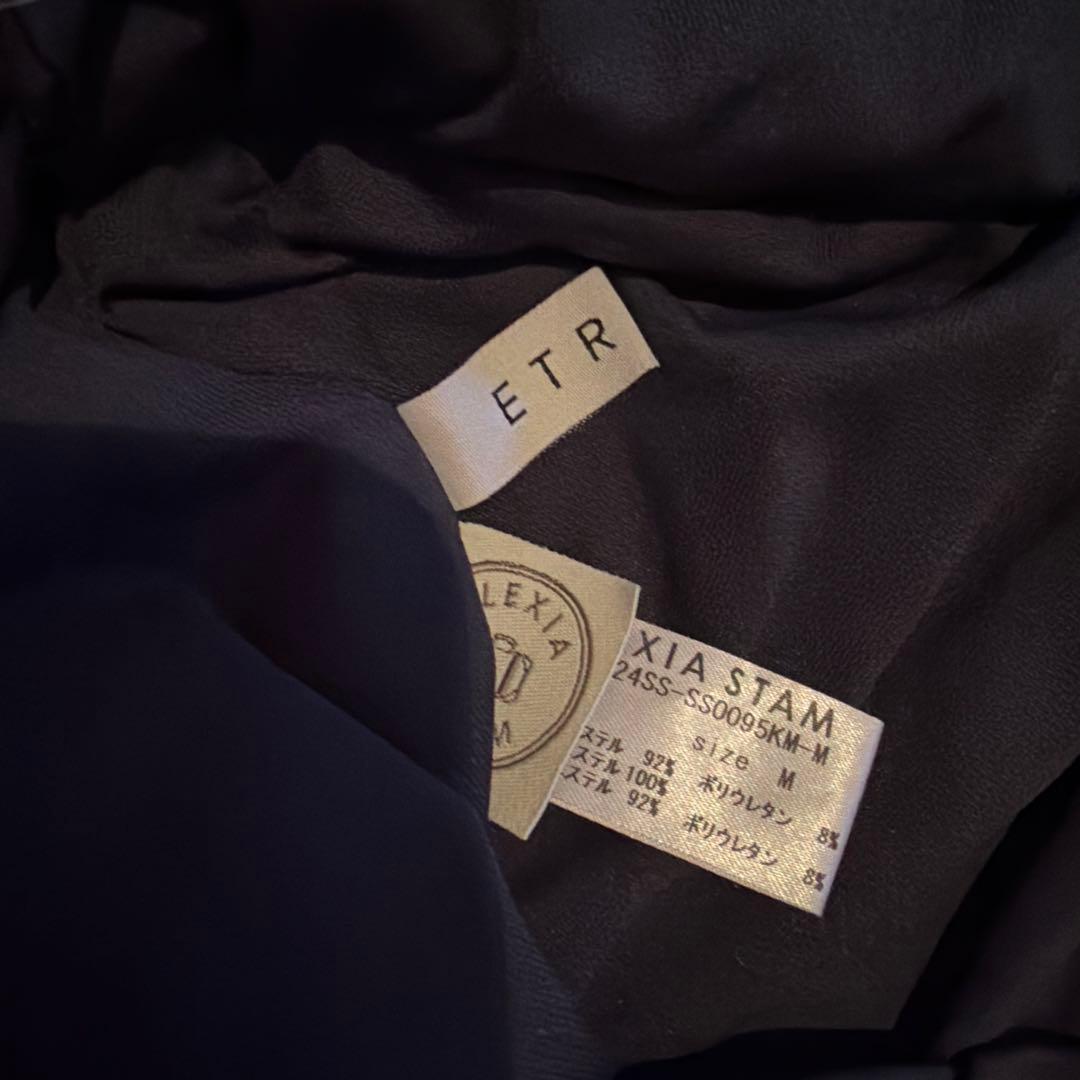 ETR
LEXIA
M
XIA STAM
24SS-SS0095KM-M
size M
ステル 92% ポリウレタン 8%
ステル 100%
ステル 92% ポリウレタン 8%